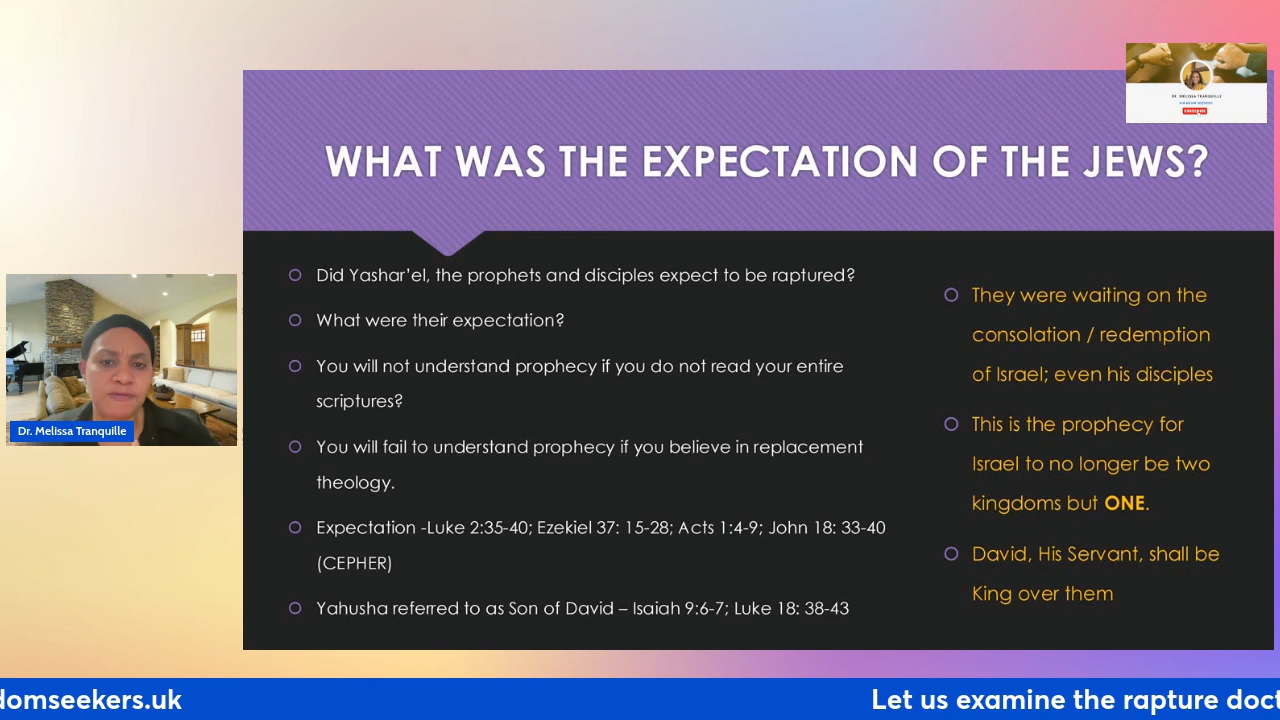 DR. MELISSA TRANQUILLE
WHAT WAS THE EXPECTATION OF THE JEWS?
Did Yashar'el, the prophets and disciples expect to be raptured?
What were their expectation?
You will not understand prophecy if you do not read your entire
scriptures?
You will fail to understand prophecy if you believe in replacement
theology.
Expectation -Luke 2:35-40; Ezekiel 37: 15-28; Acts 1:4-9; John 18: 33-40
(CEPHER)
Yahusha referred to as Son of David – Isaiah 9:6-7; Luke 18: 38-43
They were waiting on the
consolation / redemption
of Israel; even his disciples
This is the prophecy for
Israel to no longer be two
kingdoms but ONE.
David, His Servant, shall be
King over them
Dr. Melissa Tranquille
domseekers.uk
Let us examine the rapture doct